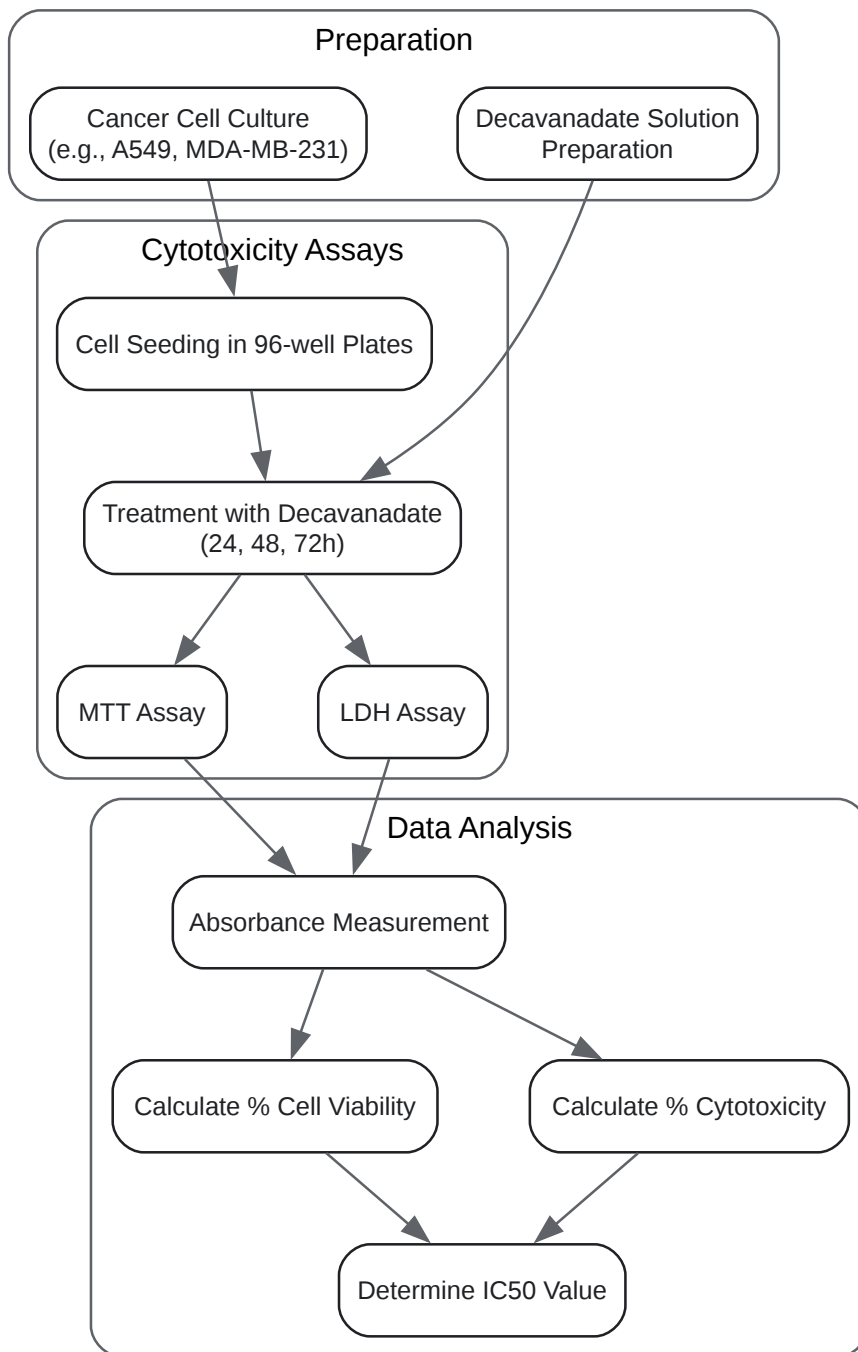 Preparation
Cancer Cell Culture
(e.g., A549, MDA-MB-231)
Decavanadate Solution
Preparation
Cytotoxicity Assays
Cell Seeding in 96-well Plates
Treatment with Decavanadate
(24, 48, 72h)
MTT Assay
LDH Assay
Data Analysis
Absorbance Measurement
Calculate % Cell Viability
Calculate % Cytotoxicity
Determine IC50 Value